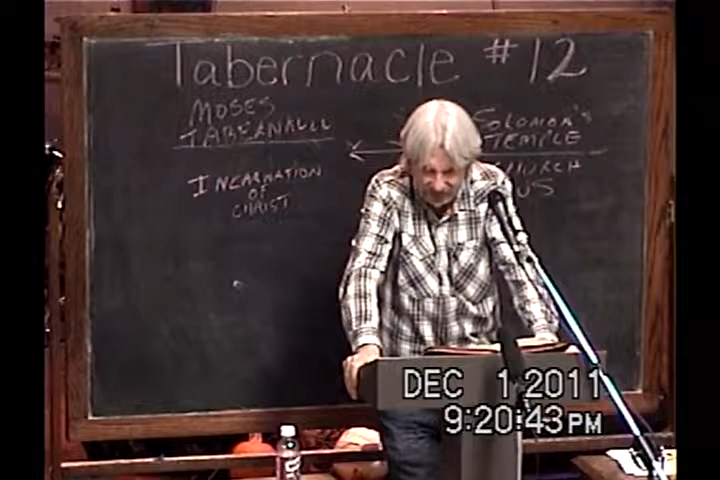 Tabernacle #12
MOSES
TABERNACLE
SOLOMON'S
TEMPLE
INCARNATION
OF
CHRIST
CHURCH
US
DEC 1 2011
9:20:43 PM